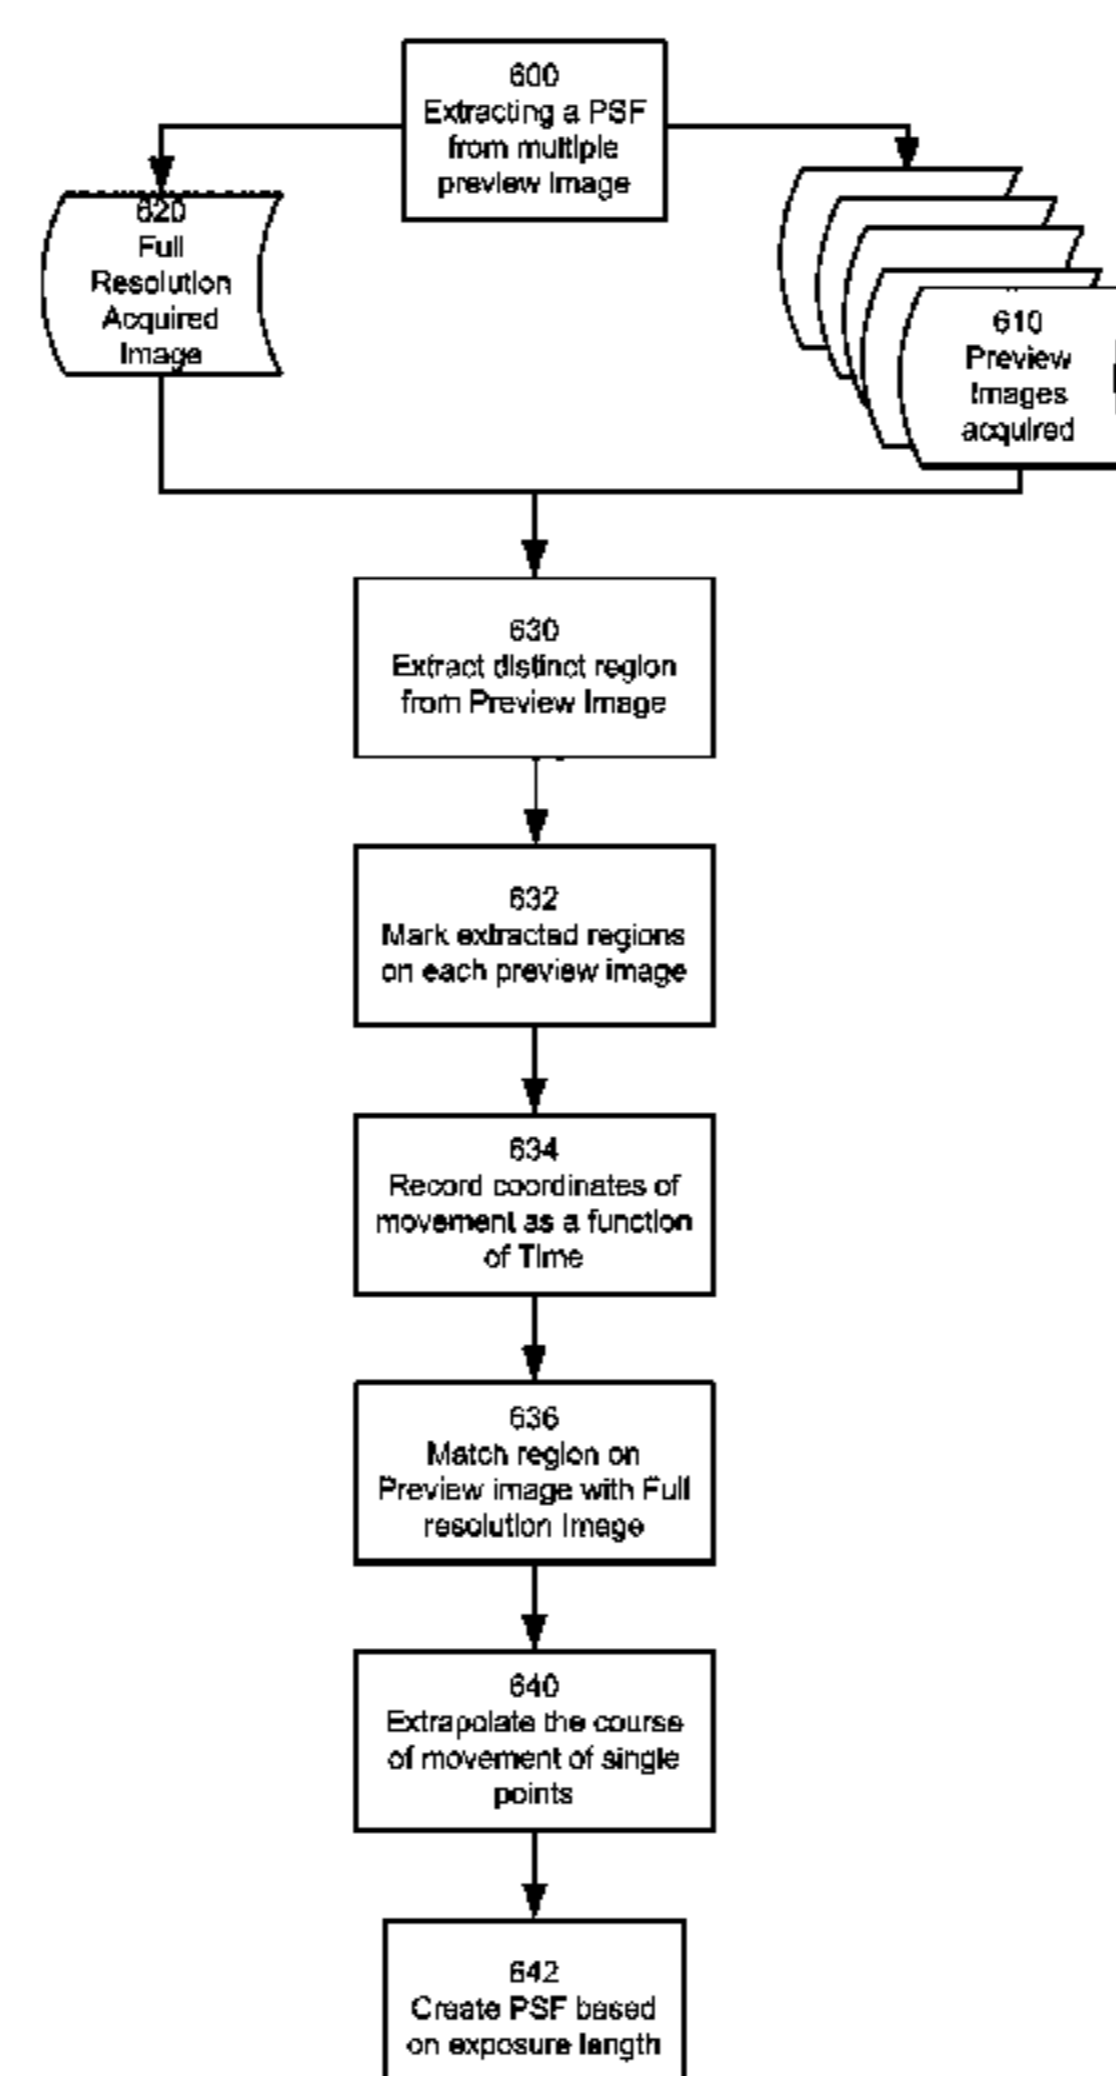 600
Extracting a PSF
from multiple
preview image
620
Full
Resolution
Acquired
Image
610
Preview
Images
acquired
630
Extract distinct region
from Preview Image
632
Mark extracted regions
on each preview image
634
Record coordinates of
movement as a function
of Time
636
Match region on
Preview image with Full
resolution Image
640
Extrapolate the course
of movement of single
points
642
Create PSF based
on exposure length